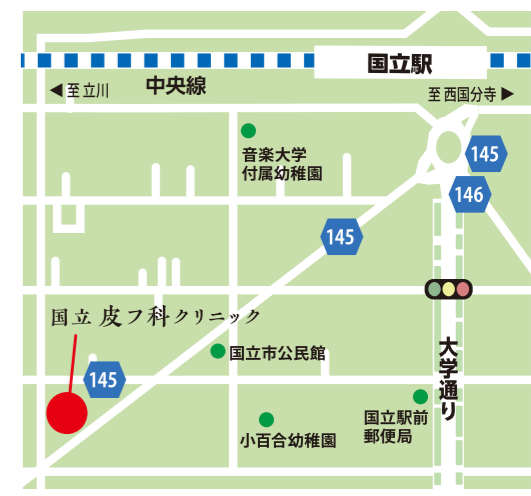 国立駅
◀至立川
中央線
至西国分寺▶
音楽大学
付属幼稚園
145
146
145
国立 皮フ科クリニック
国立市公民館
145
大学通り
国立駅前
郵便局
小百合幼稚園